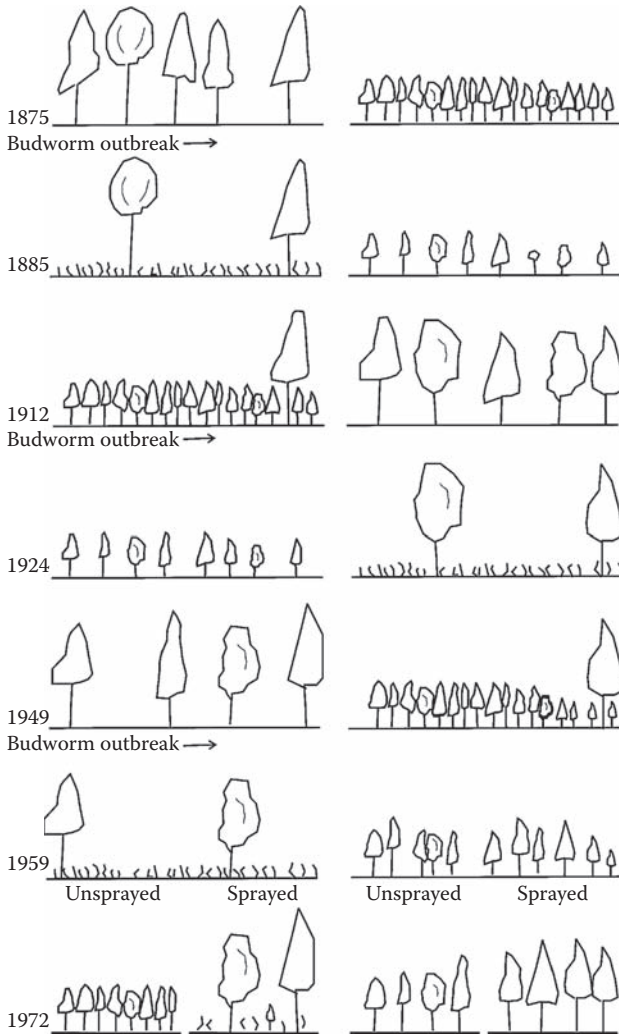 1875
Budworm outbreak →
1885
1912
Budworm outbreak →
1924
1949
Budworm outbreak →
1959
Unsprayed Sprayed Unsprayed Sprayed
1972